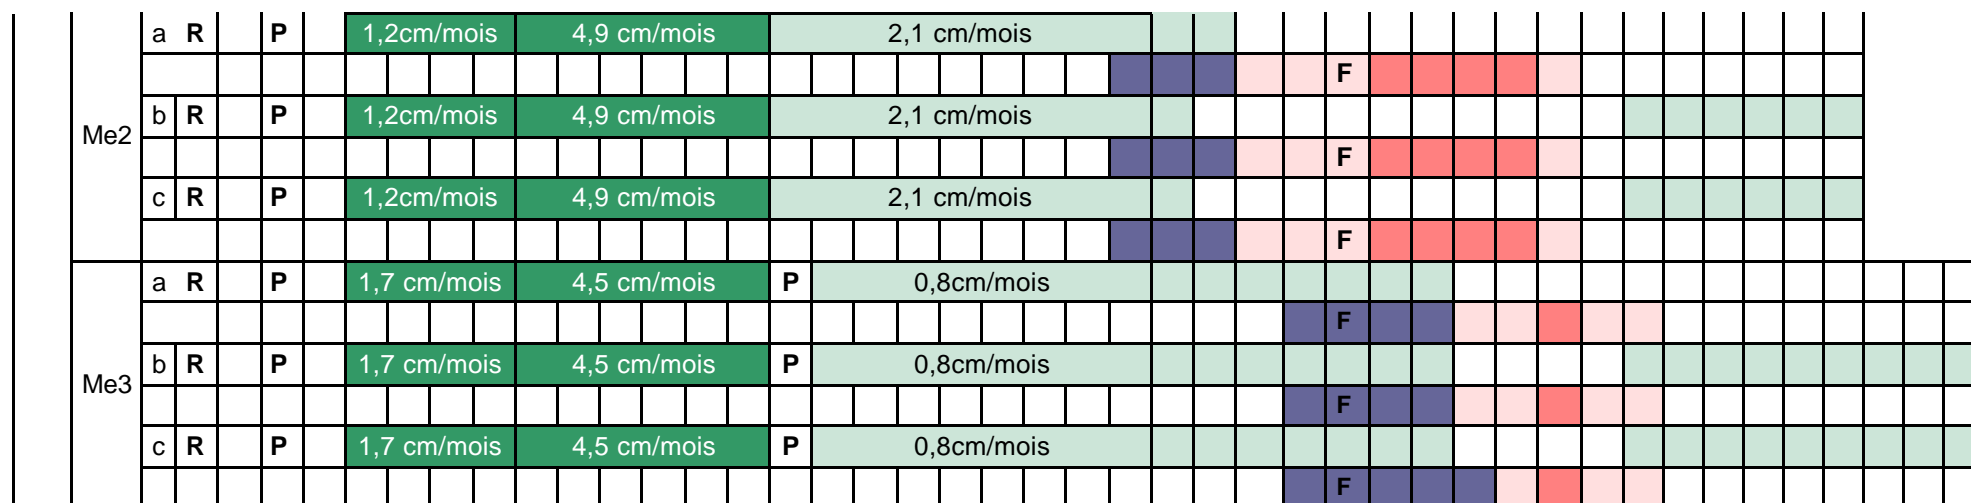 a R P 1,2cm/mois 4,9 cm/mois 2,1 cm/mois
F
Me2
b R P 1,2cm/mois 4,9 cm/mois 2,1 cm/mois
F
c R P 1,2cm/mois 4,9 cm/mois 2,1 cm/mois
F
a R P 1,7 cm/mois 4,5 cm/mois P 0,8cm/mois
F
Me3
b R P 1,7 cm/mois 4,5 cm/mois P 0,8cm/mois
F
c R P 1,7 cm/mois 4,5 cm/mois P 0,8cm/mois
F